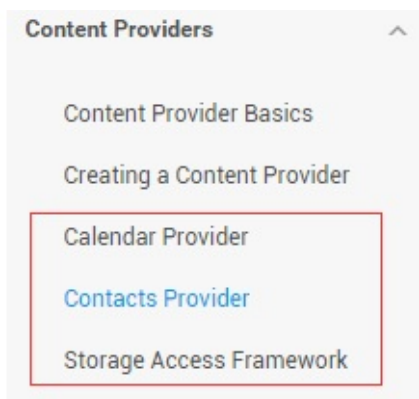 Content Providers
Content Provider Basics
Creating a Content Provider
Calendar Provider
Contacts Provider
Storage Access Framework